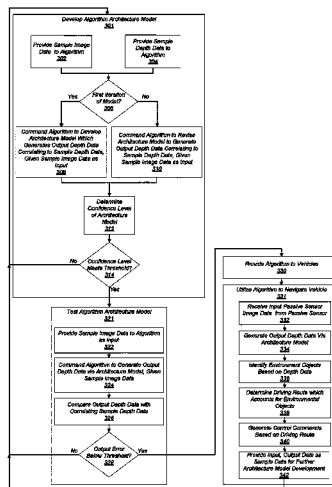 Develop Algorithm Architecture Model
301
Provide Sample Image
Data to Algorithm
302
Provide Sample
Depth Data to
Algorithm
304
First Iteration
of Model?
306
Yes
No
Command Algorithm to Develop
Architecture Model Which
Generates Output Depth Data
Correlating to Sample Depth Data,
Given Sample Image Data as
Input
308
Command Algorithm to Revise
Architecture Model to Generate
Output Depth Data Correlating to
Sample Depth Data, Given
Sample Image Data as Input
310
Determine
Confidence Level
of Architecture
Model
312
Confidence Level
Meets Threshold?
314
No
Yes
Test Algorithm Architecture Model
321
Provide Sample Image Data to Algorithm
as Input
322
Command Algorithm to Generate Output
Depth Data via Architecture Model, Given
Sample Image Data
324
Compare Output Depth Data with
Correlating Sample Depth Data
326
Output Error
Below Threshold?
328
No
Yes
Provide Algorithm to Vehicles
330
Utilize Algorithm to Navigate Vehicle
331
Receive Input Passive Sensor
Image Data from Passive Sensor
332
Generate Output Depth Data Via
Architecture Model
334
Identify Environment Objects
Based on Depth Data
336
Determine Driving Route which
Accounts for Environmental
Objects
338
Generate Control Commands
Based on Driving Route
340
Provide Input, Output Data as
Sample Data for Further
Architecture Model Development
342